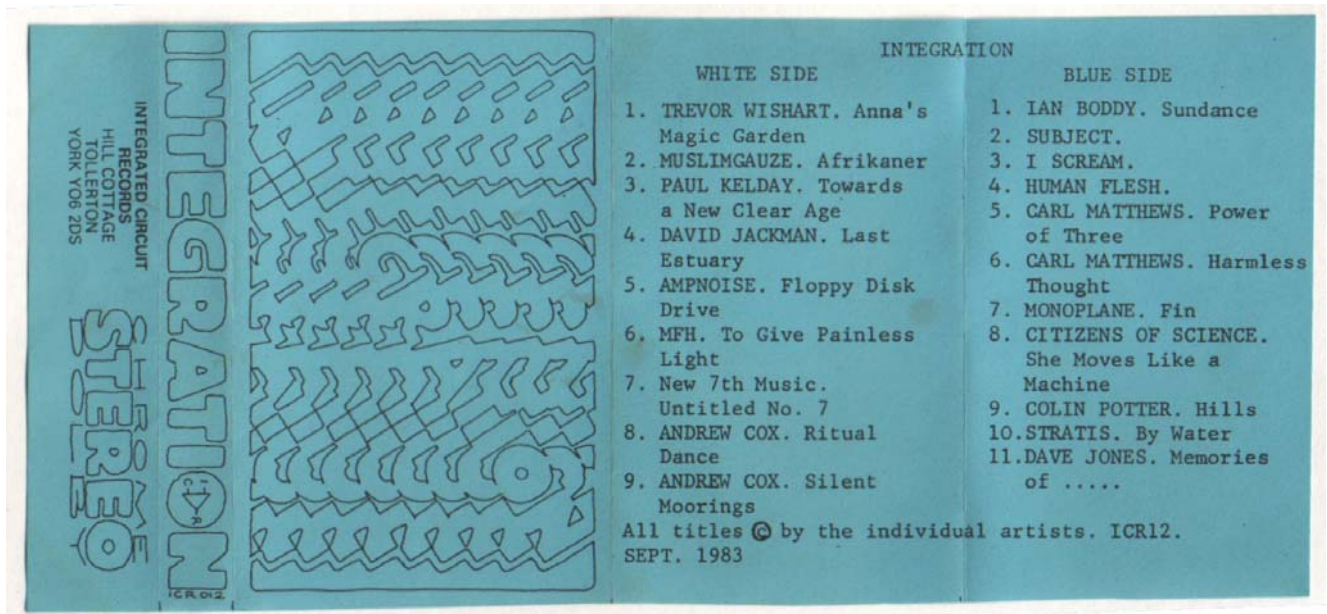 INTEGRATED CIRCUIT
RECORDS
HILL COTTAGE
TOLLERTON
YORK YO6 2DS
CHROME
STEREO
INTEGRATION
ICR 012
INTEGRATION
WHITE SIDE
1. TREVOR WISHART. Anna's
Magic Garden
2. MUSLIMGAUZE. Afrikaner
3. PAUL KELDAY. Towards
a New Clear Age
4. DAVID JACKMAN. Last
Estuary
5. AMPNOISE. Floppy Disk
Drive
6. MFH. To Give Painless
Light
7. New 7th Music.
Untitled No. 7
8. ANDREW COX. Ritual
Dance
9. ANDREW COX. Silent
Moorings
BLUE SIDE
1. IAN BODDY. Sundance
2. SUBJECT.
3. I SCREAM.
4. HUMAN FLESH.
5. CARL MATTHEWS. Power
of Three
6. CARL MATTHEWS. Harmless
Thought
7. MONOPLANE. Fin
8. CITIZENS OF SCIENCE.
She Moves Like a
Machine
9. COLIN POTTER. Hills
10.STRATIS. By Water
11.DAVE JONES. Memories
of .....
All titles © by the individual artists. ICR12.
SEPT. 1983